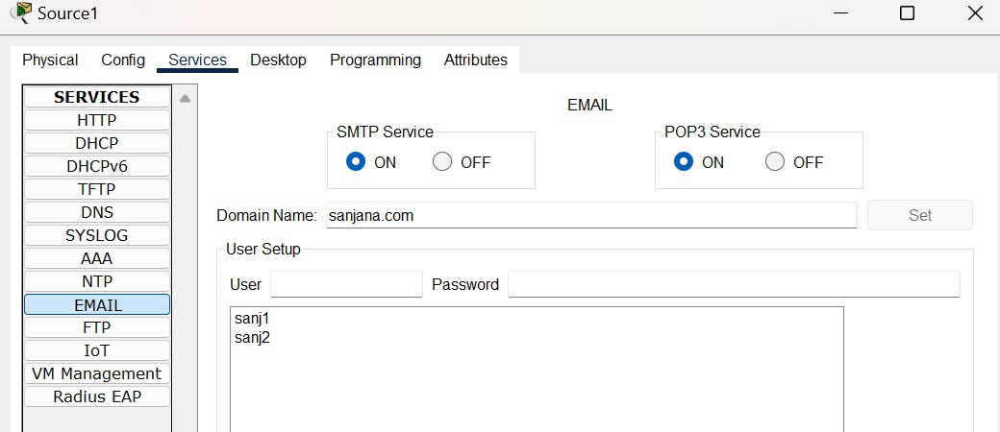 Source1
Physical Config Services Desktop Programming Attributes
SERVICES
HTTP
DHCP
DHCPv6
TFTP
DNS
SYSLOG
AAA
NTP
EMAIL
FTP
IoT
VM Management
Radius EAP
EMAIL
SMTP Service
ON OFF
POP3 Service
ON OFF
Domain Name: sanjana.com Set
User Setup
User Password
sanj1
sanj2